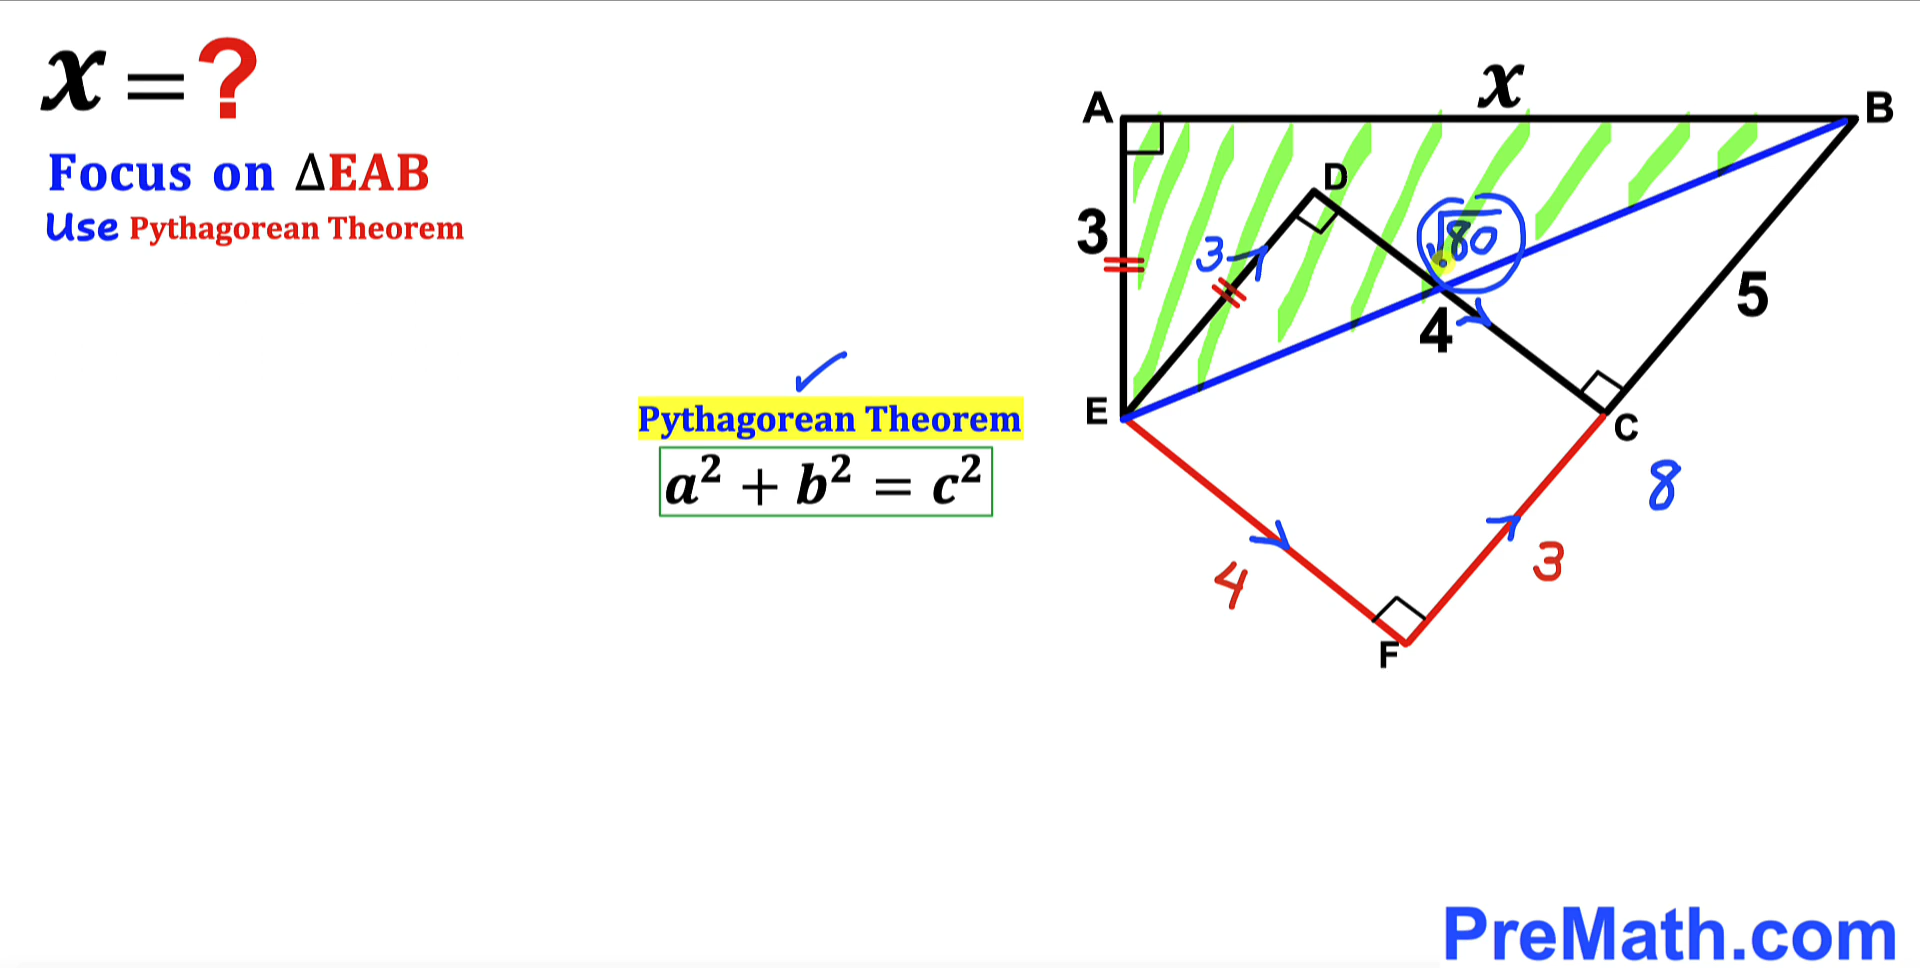 x = ?
Focus on ΔEAB
Use Pythagorean Theorem
Pythagorean Theorem
a² + b² = c²
A
x
B
D
3
3
√80
5
4
E
C
8
4
3
F
PreMath.com